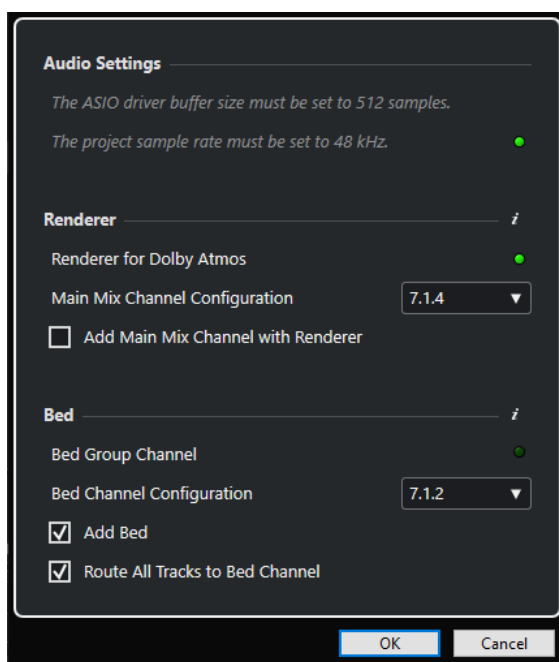 Audio Settings
The ASIO driver buffer size must be set to 512 samples.
The project sample rate must be set to 48 kHz.
Renderer i
Renderer for Dolby Atmos
Main Mix Channel Configuration 7.1.4
Add Main Mix Channel with Renderer
Bed i
Bed Group Channel
Bed Channel Configuration 7.1.2
Add Bed
Route All Tracks to Bed Channel
OK Cancel